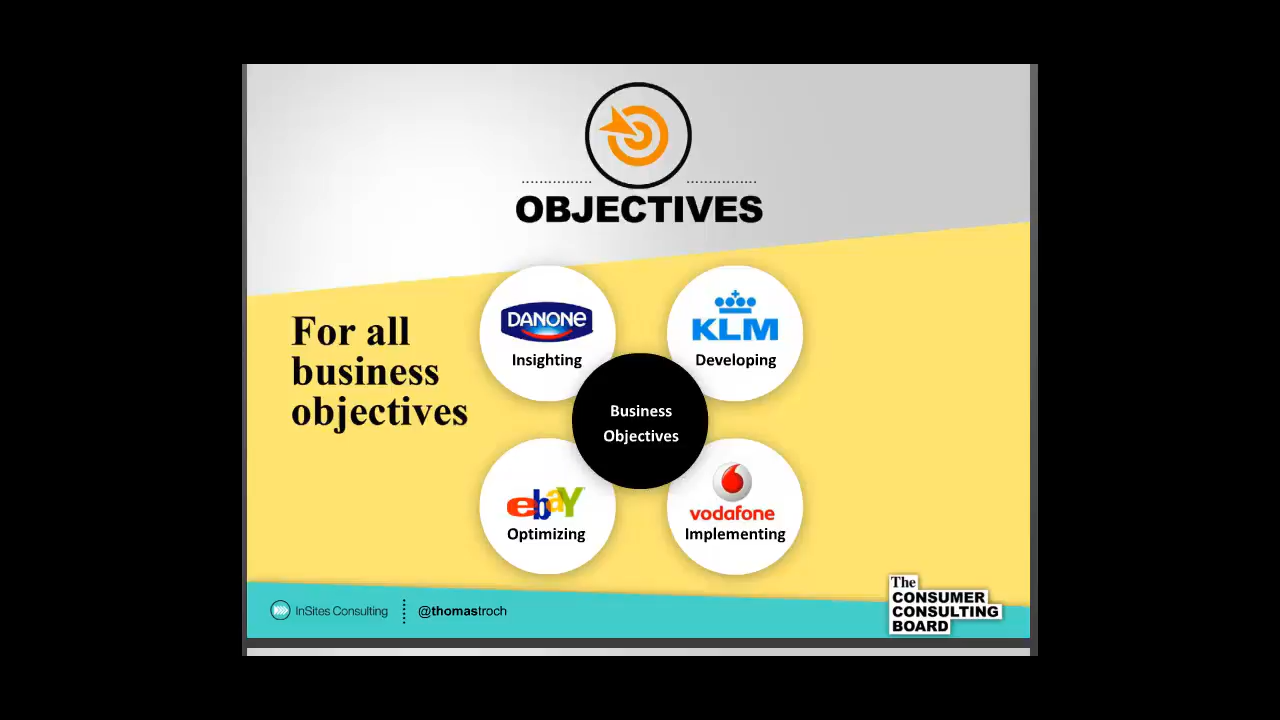 OBJECTIVES
For all
business
objectives
DANONE
Insighting
KLM
Developing
Business
Objectives
ebay
Optimizing
vodafone
Implementing
InSites Consulting
@thomastroch
The
CONSUMER
CONSULTING
BOARD